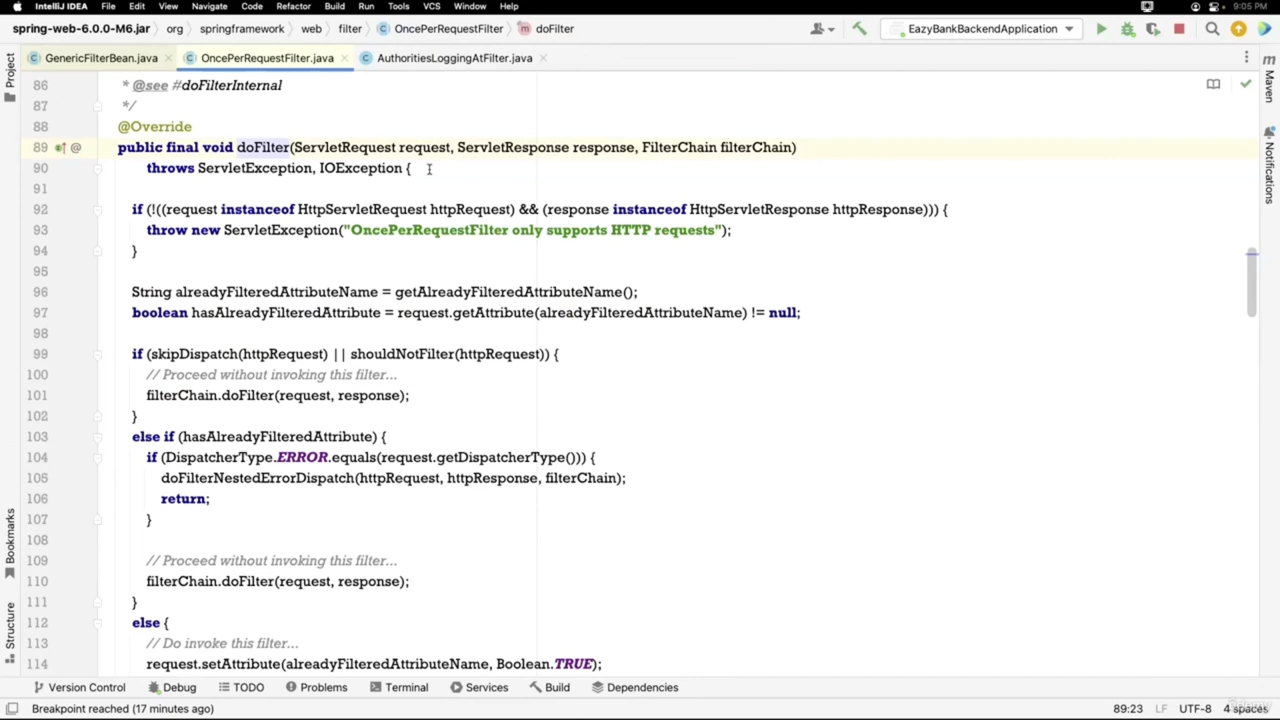 IntelliJ IDEA File Edit View Navigate Code Refactor Build Run Tools VCS Window Help 9:05 PM
spring-web-6.0.0-M6.jar org springframework web filter OncePerRequestFilter doFilter EazyBankBackendApplication
GenericFilterBean.java OncePerRequestFilter.java AuthoritiesLoggingAtFilter.java
Project
Maven
Notifications
Bookmarks
Structure
86 * @see #doFilterInternal
87 */
88 @Override
89 @ public final void doFilter(ServletRequest request, ServletResponse response, FilterChain filterChain)
90 throws ServletException, IOException {
91
92 if (!((request instanceof HttpServletRequest httpRequest) && (response instanceof HttpServletResponse httpResponse))) {
93 throw new ServletException("OncePerRequestFilter only supports HTTP requests");
94 }
95
96 String alreadyFilteredAttributeName = getAlreadyFilteredAttributeName();
97 boolean hasAlreadyFilteredAttribute = request.getAttribute(alreadyFilteredAttributeName) != null;
98
99 if (skipDispatch(httpRequest) || shouldNotFilter(httpRequest)) {
100 // Proceed without invoking this filter...
101 filterChain.doFilter(request, response);
102 }
103 else if (hasAlreadyFilteredAttribute) {
104 if (DispatcherType.ERROR.equals(request.getDispatcherType())) {
105 doFilterNestedErrorDispatch(httpRequest, httpResponse, filterChain);
106 return;
107 }
108
109 // Proceed without invoking this filter...
110 filterChain.doFilter(request, response);
111 }
112 else {
113 // Do invoke this filter...
114 request.setAttribute(alreadyFilteredAttributeName, Boolean.TRUE);
Version Control Debug TODO Problems Terminal Services Build Dependencies
Breakpoint reached (17 minutes ago) 89:23 LF UTF-8 4 spaces